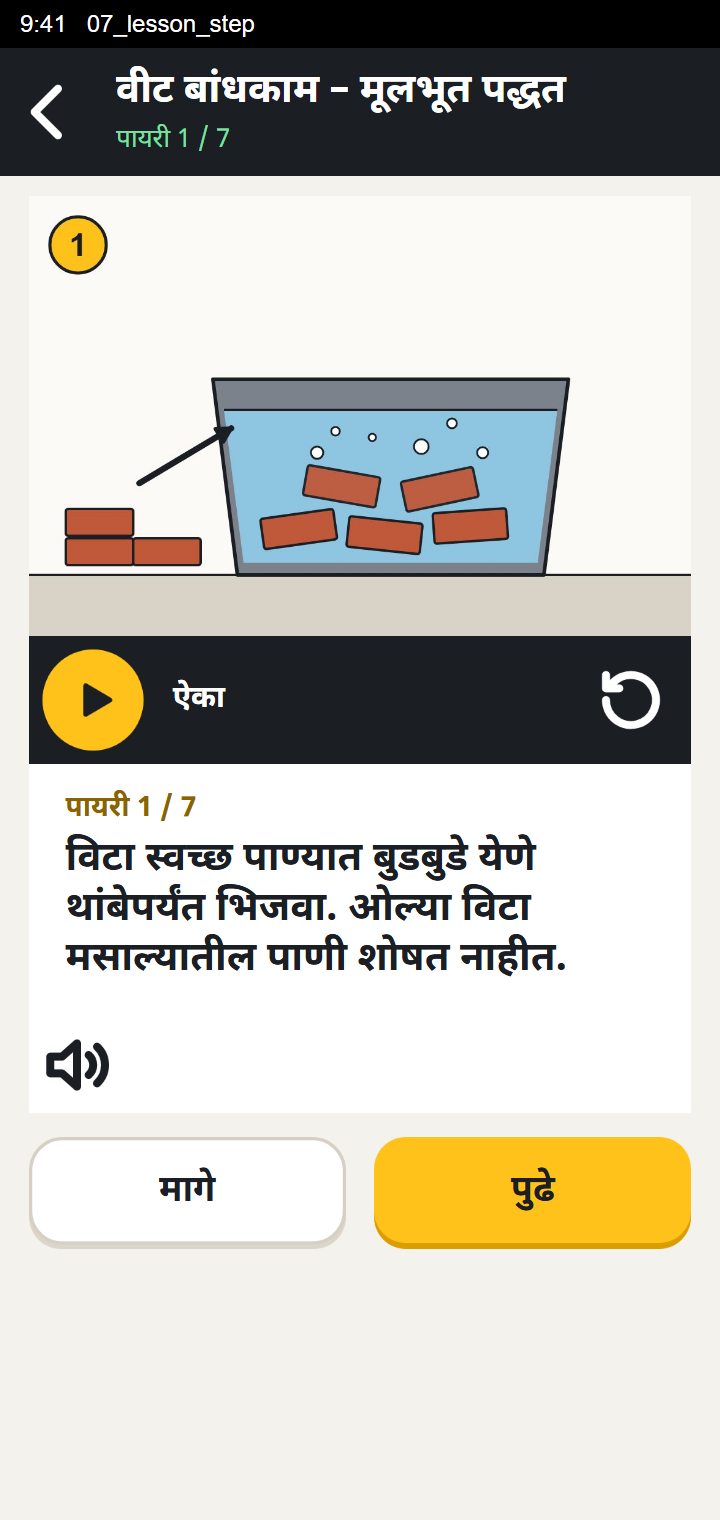 9:41 07_lesson_step
वीट बांधकाम – मूलभूत पद्धत
पायरी 1 / 7
1
ऐका
पायरी 1 / 7
विटा स्वच्छ पाण्यात बुडबुडे येणे
थांबेपर्यंत भिजवा. ओल्या विटा
मसाल्यातील पाणी शोषत नाहीत.
मागे
पुढे